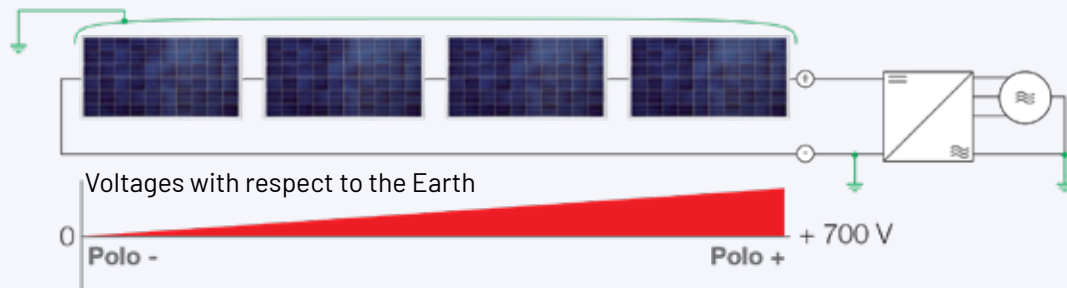 +
-
Voltages with respect to the Earth
0
+ 700 V
Polo -
Polo +